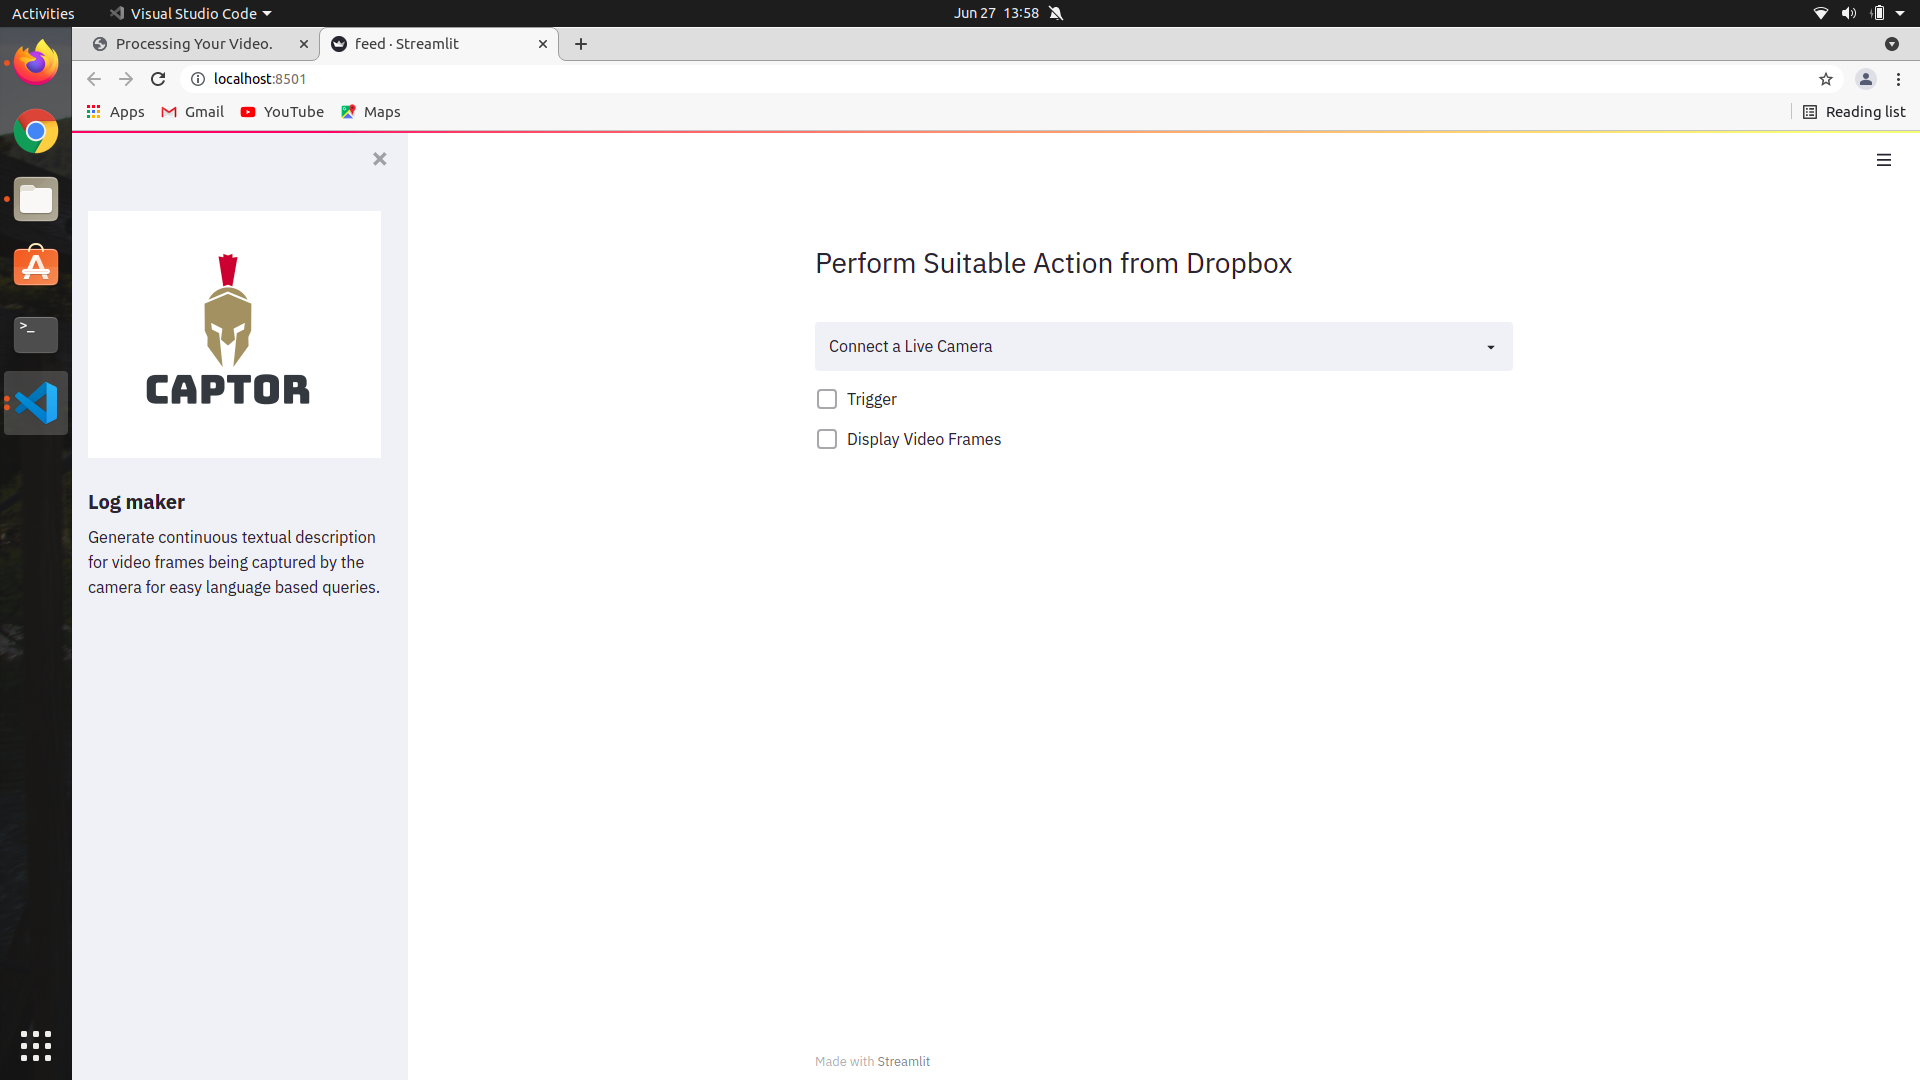 Activities
Visual Studio Code
Jun 27 13:58
Processing Your Video.
feed · Streamlit
localhost:8501
Apps
Gmail
YouTube
Maps
Reading list
CAPTOR
Log maker
Generate continuous textual description
for video frames being captured by the
camera for easy language based queries.
Perform Suitable Action from Dropbox
Connect a Live Camera
Trigger
Display Video Frames
Made with Streamlit